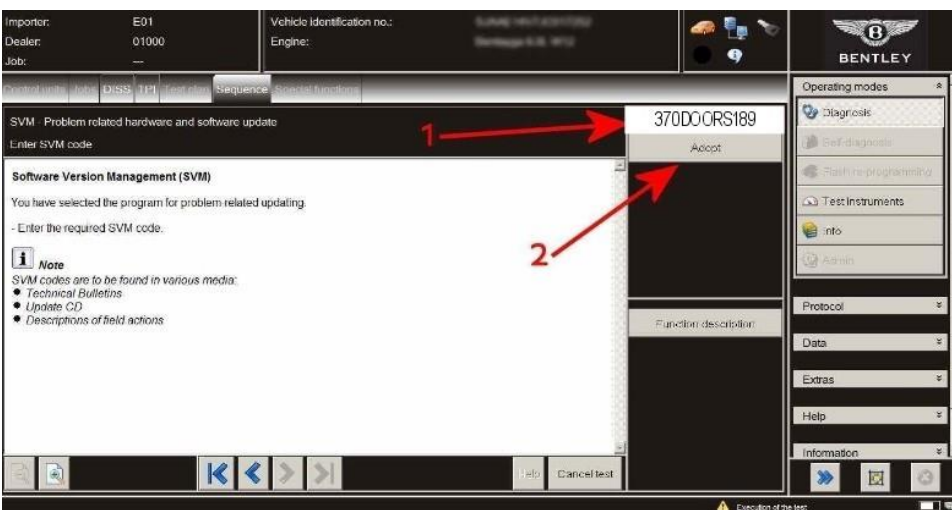 Importer: E01 Vehicle identification no.:
Dealer: 01000 Engine:
Job: ---
BENTLEY
Control units Jobs DISS TPI Test plan Sequence Special functions
SVM - Problem related hardware and software update
Enter SVM code
370DOORS189
Adopt
1
2
Software Version Management (SVM)
You have selected the program for problem related updating.
- Enter the required SVM code.
i Note
SVM codes are to be found in various media:
● Technical Bulletins
● Update CD
● Descriptions of field actions
Function description
Help Cancel test
Operating modes
Diagnosis
Self-diagnosis
Flash re-programming
Test instruments
Info
Admin
Protocol
Data
Extras
Help
Information
Execution of the test